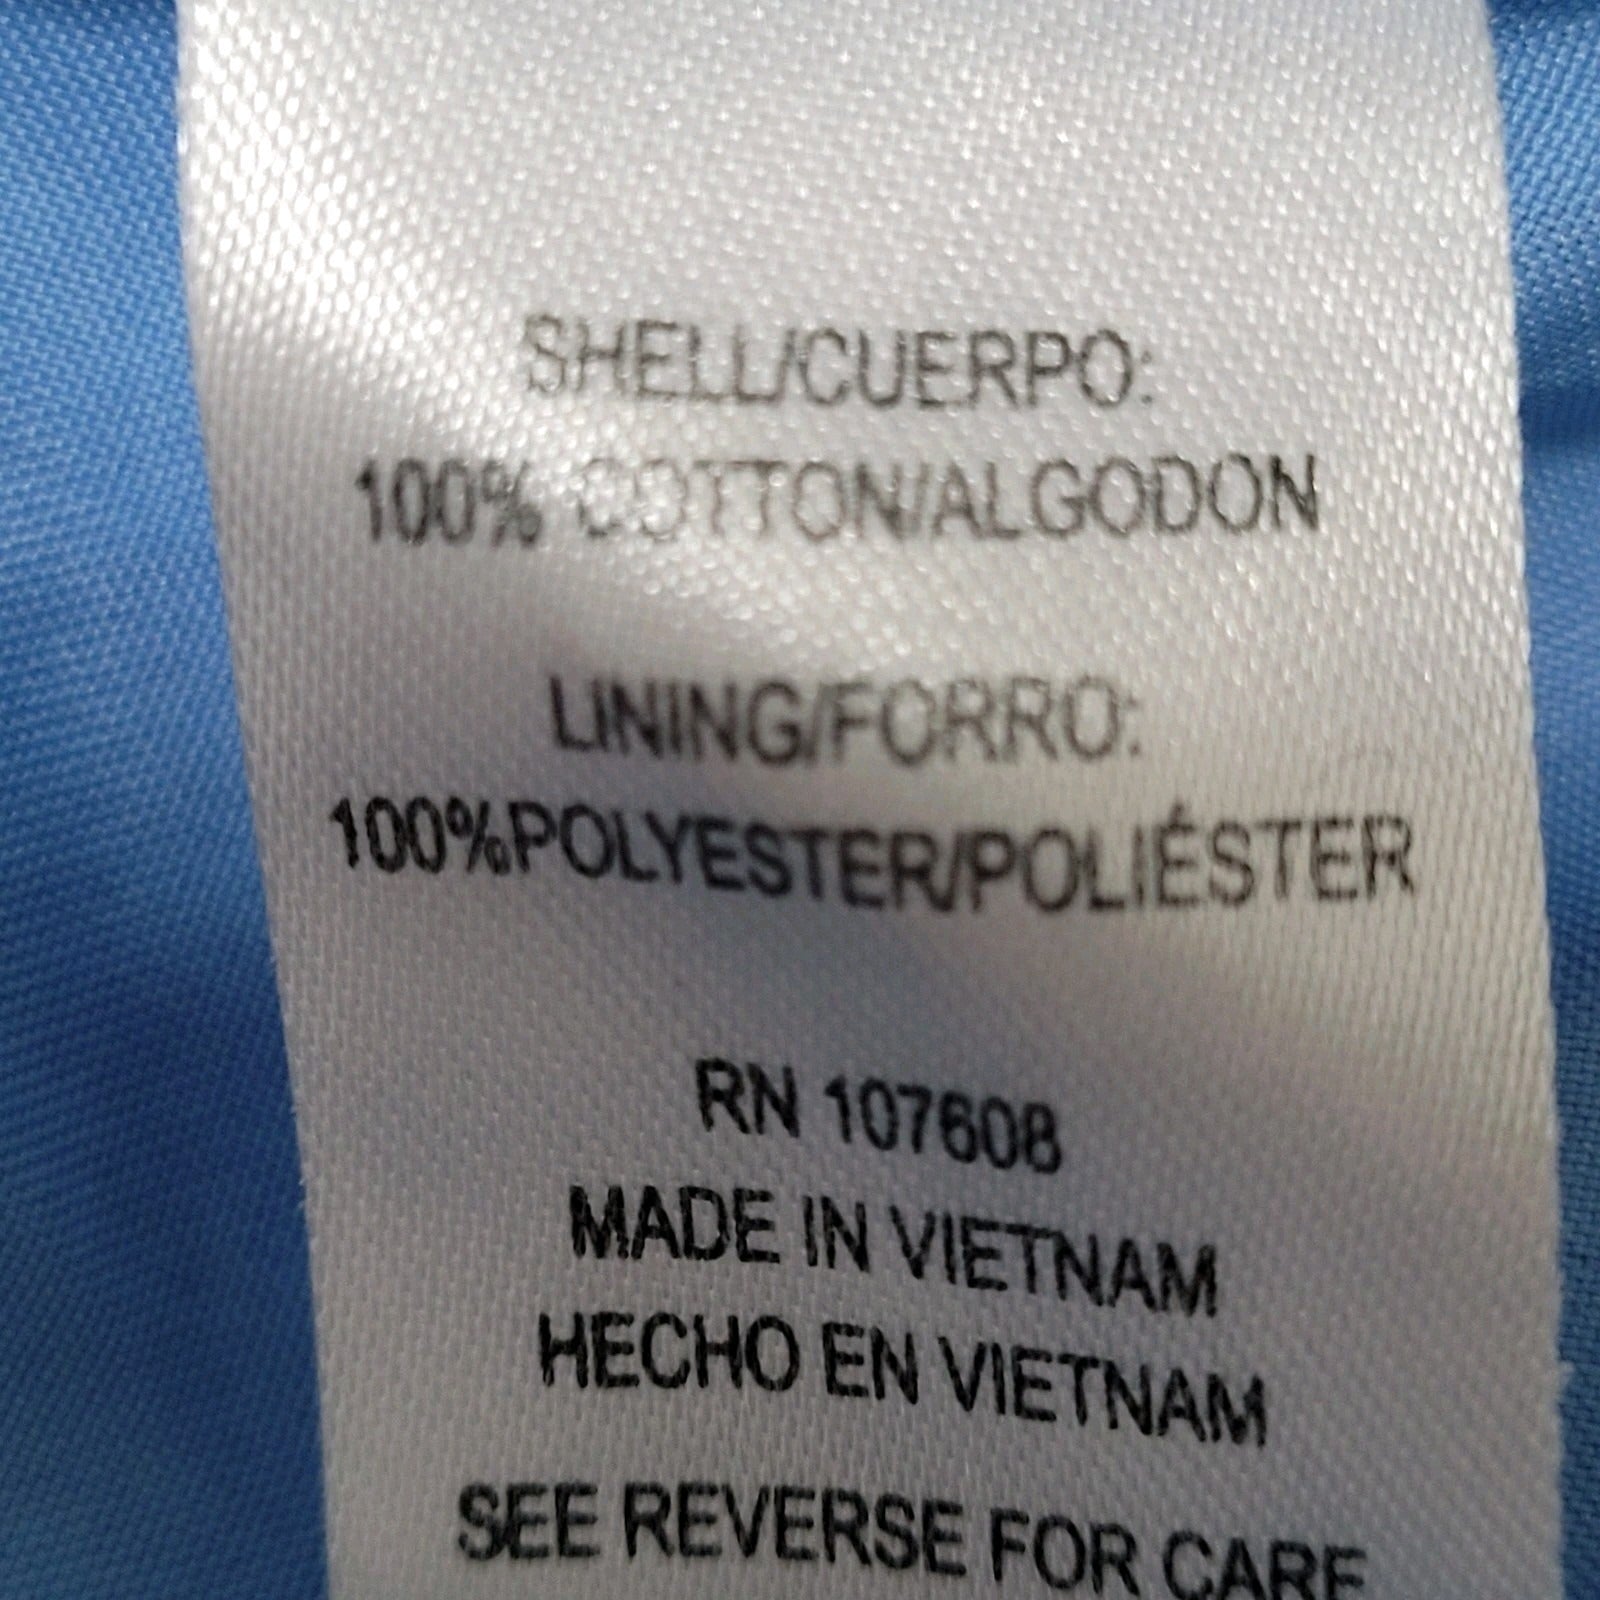 SHELL/CUERPO:
100% COTTON/ALGODON
LINING/FORRO:
100%POLYESTER/POLIÉSTER
RN 107608
MADE IN VIETNAM
HECHO EN VIETNAM
SEE REVERSE FOR CARE